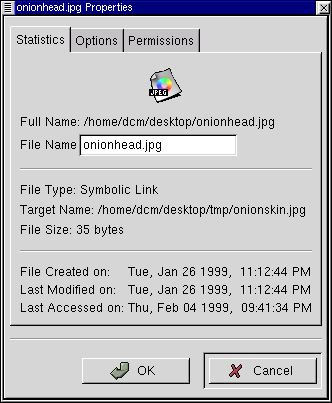 onionhead.jpg Properties
Statistics Options Permissions
JPEG
Full Name: /home/dcm/desktop/onionhead.jpg
File Name onionhead.jpg
File Type: Symbolic Link
Target Name: /home/dcm/desktop/tmp/onionskin.jpg
File Size: 35 bytes
File Created on: Tue, Jan 26 1999, 11:12:44 PM
Last Modified on: Tue, Jan 26 1999, 11:12:44 PM
Last Accessed on: Thu, Feb 04 1999, 09:41:34 PM
OK Cancel